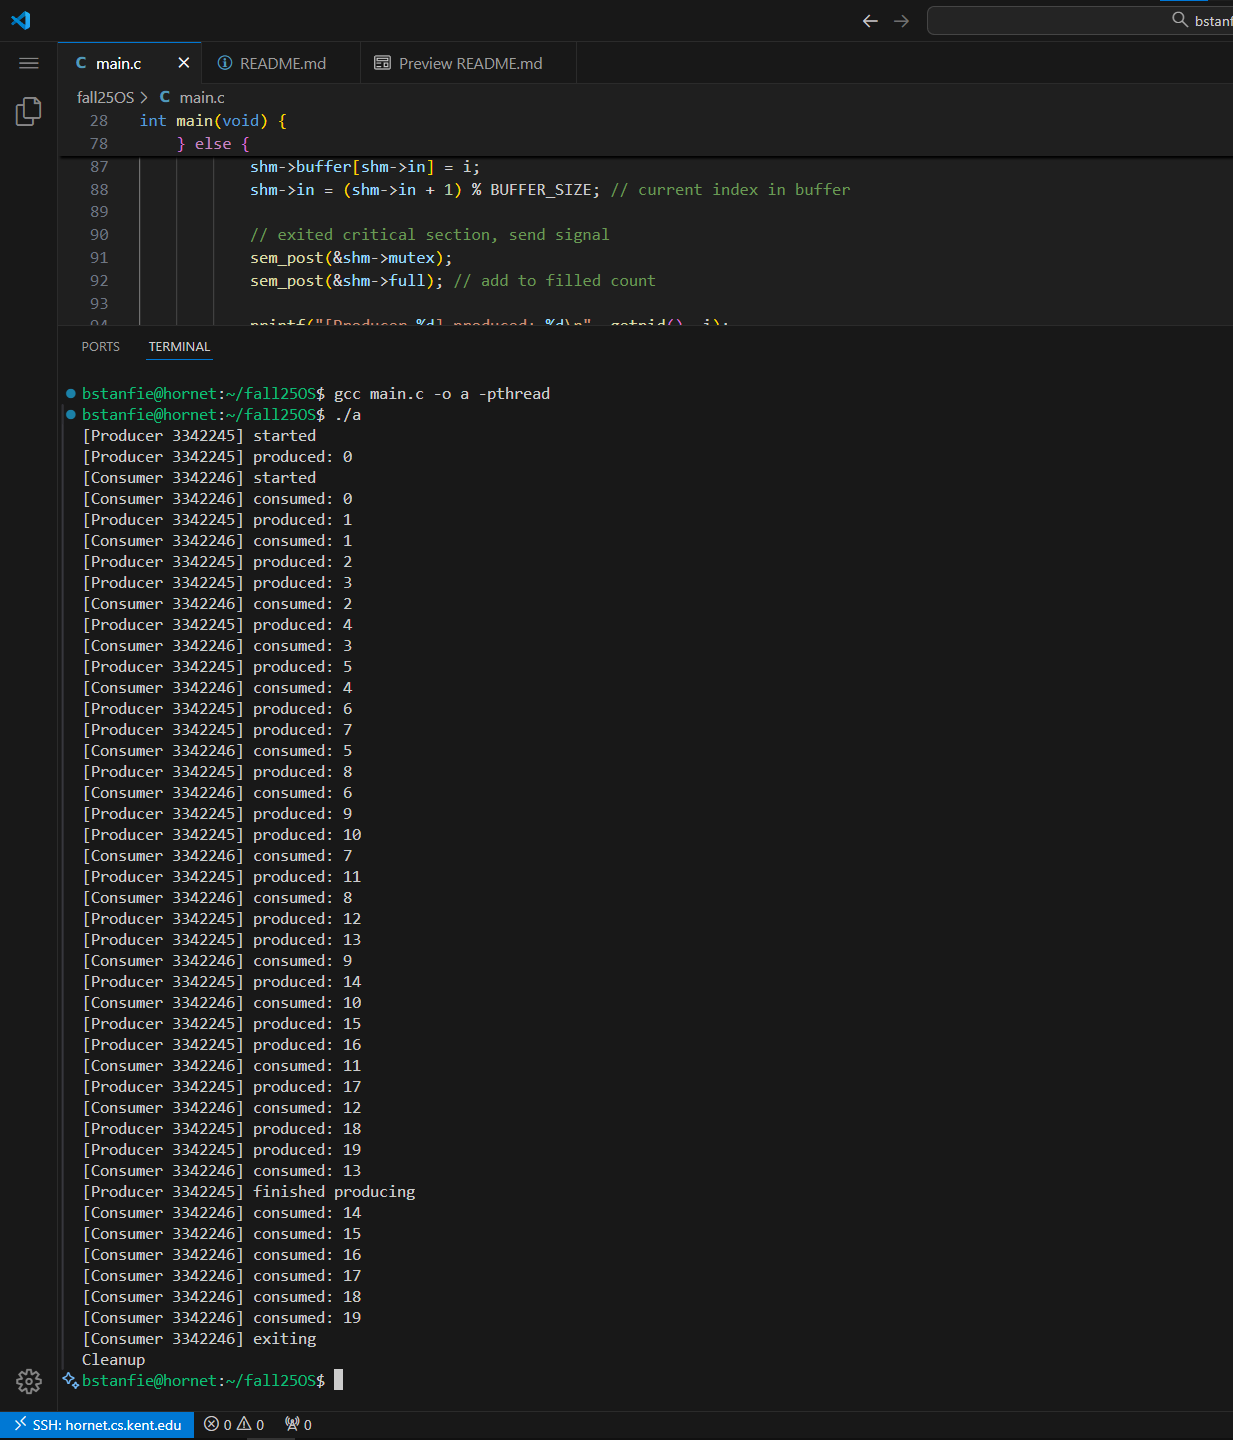 bstanf
main.c
README.md
Preview README.md
fall25OS > C main.c
28 int main(void) {
78 } else {
87 shm->buffer[shm->in] = i;
88 shm->in = (shm->in + 1) % BUFFER_SIZE; // current index in buffer
89
90 // exited critical section, send signal
91 sem_post(&shm->mutex);
92 sem_post(&shm->full); // add to filled count
93
94 printf("[Producer %d] produced: %d\n", getpid(), i);
PORTS TERMINAL
bstanfie@hornet:~/fall25OS$ gcc main.c -o a -pthread
bstanfie@hornet:~/fall25OS$ ./a
[Producer 3342245] started
[Producer 3342245] produced: 0
[Consumer 3342246] started
[Consumer 3342246] consumed: 0
[Producer 3342245] produced: 1
[Consumer 3342246] consumed: 1
[Producer 3342245] produced: 2
[Producer 3342245] produced: 3
[Consumer 3342246] consumed: 2
[Producer 3342245] produced: 4
[Consumer 3342246] consumed: 3
[Producer 3342245] produced: 5
[Consumer 3342246] consumed: 4
[Producer 3342245] produced: 6
[Producer 3342245] produced: 7
[Consumer 3342246] consumed: 5
[Producer 3342245] produced: 8
[Consumer 3342246] consumed: 6
[Producer 3342245] produced: 9
[Producer 3342245] produced: 10
[Consumer 3342246] consumed: 7
[Producer 3342245] produced: 11
[Consumer 3342246] consumed: 8
[Producer 3342245] produced: 12
[Producer 3342245] produced: 13
[Consumer 3342246] consumed: 9
[Producer 3342245] produced: 14
[Consumer 3342246] consumed: 10
[Producer 3342245] produced: 15
[Producer 3342245] produced: 16
[Consumer 3342246] consumed: 11
[Producer 3342245] produced: 17
[Consumer 3342246] consumed: 12
[Producer 3342245] produced: 18
[Producer 3342245] produced: 19
[Consumer 3342246] consumed: 13
[Producer 3342245] finished producing
[Consumer 3342246] consumed: 14
[Consumer 3342246] consumed: 15
[Consumer 3342246] consumed: 16
[Consumer 3342246] consumed: 17
[Consumer 3342246] consumed: 18
[Consumer 3342246] consumed: 19
[Consumer 3342246] exiting
Cleanup
bstanfie@hornet:~/fall25OS$
SSH: hornet.cs.kent.edu 0 0 0